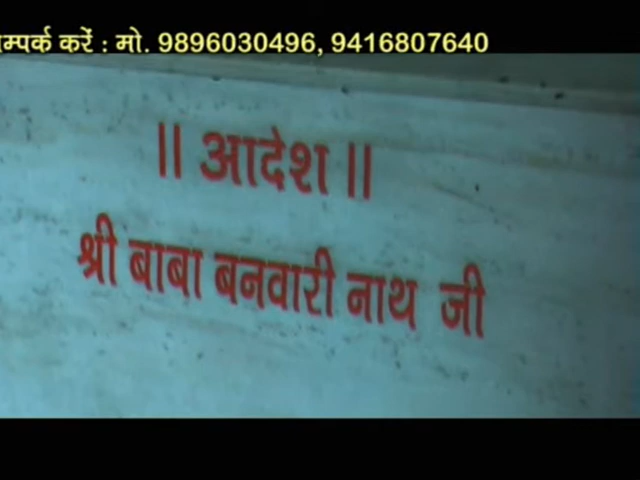 म्पर्क करें : मो. 9896030496, 9416807640
|| आदेश ||
श्री बाबा बनवारी नाथ जी